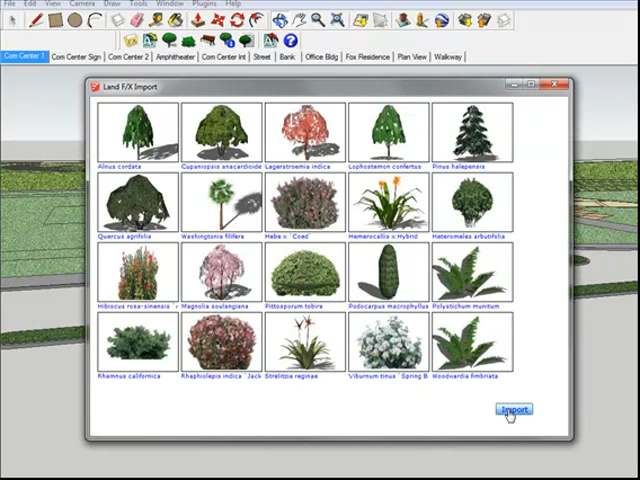 File Edit View Camera Draw Tools Window Plugins Help
Com Center 1 Com Center Sign Com Center 2 Amphitheater Com Center Int Street Bank Office Bldg Fox Residence Plan View Walkway
Land F/X Import
Alnus cordata Cupaniopsis anacardioide Lagerstroemia indica Lophostemon confertus Pinus halepensis
Quercus agrifolia Washingtonia filifera Hebe x `Coed` Hemerocallis x Hybrid Heteromeles arbutifolia
Hibiscus rosa-sinensis Magnolia soulangiana Pittosporum tobira Podocarpus macrophyllus Polystichum munitum
Rhamnus californica Rhaphiolepis indica `Jack Strelitzia reginae Viburnum tinus `Spring B Woodwardia fimbriata
Import